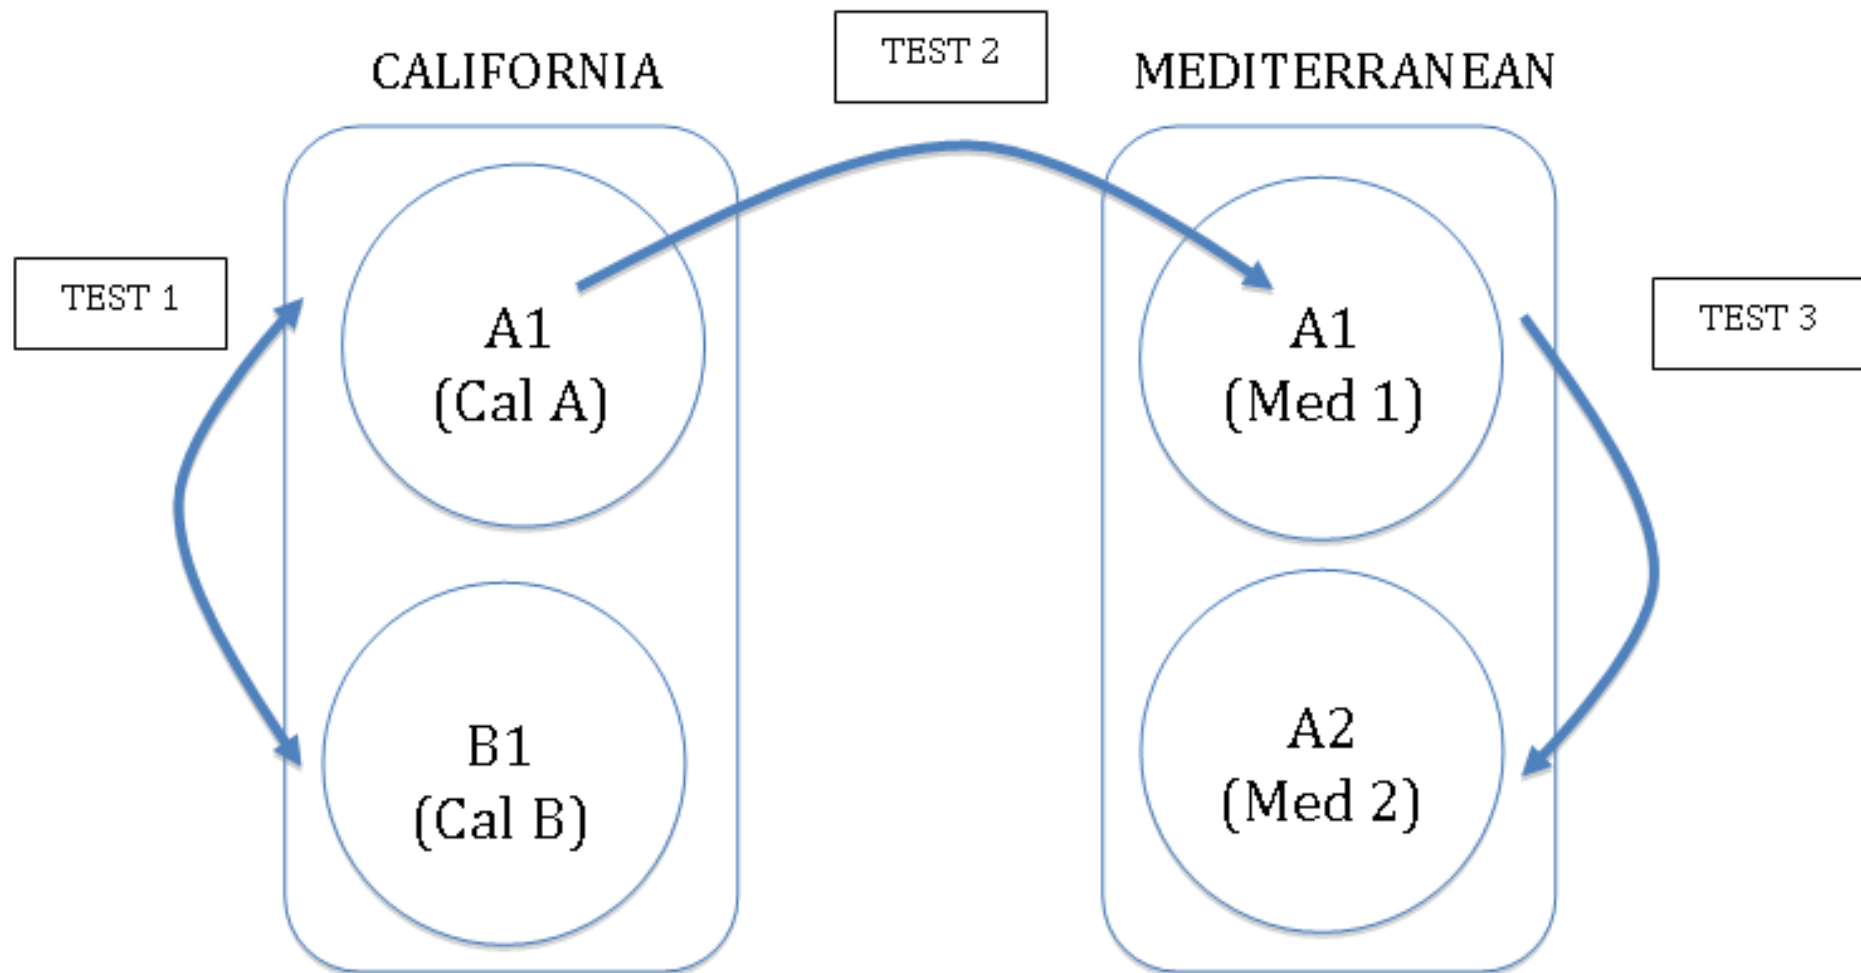 TEST 2
CALIFORNIA
MEDITERRANEAN
TEST 1
A1
(Cal A)
A1
(Med 1)
TEST 3
B1
(Cal B)
A2
(Med 2)